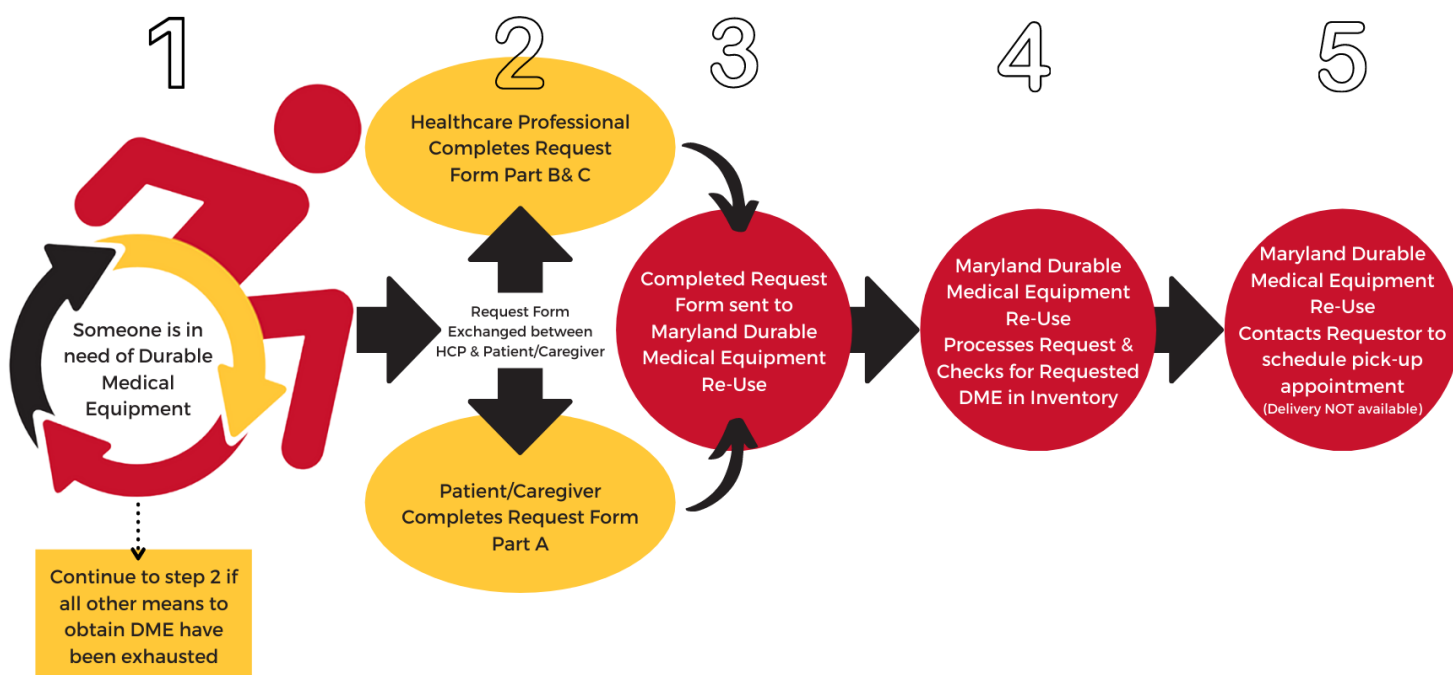 1
Someone is in
need of Durable
Medical
Equipment
Continue to step 2 if
all other means to
obtain DME have
been exhausted
2
Healthcare Professional
Completes Request
Form Part B& C
Request Form
Exchanged between
HCP & Patient/Caregiver
Patient/Caregiver
Completes Request Form
Part A
3
Completed Request
Form sent to
Maryland Durable
Medical Equipment
Re-Use
4
Maryland Durable
Medical Equipment
Re-Use
Processes Request &
Checks for Requested
DME in Inventory
5
Maryland Durable
Medical Equipment
Re-Use
Contacts Requestor to
schedule pick-up
appointment
(Delivery NOT available)